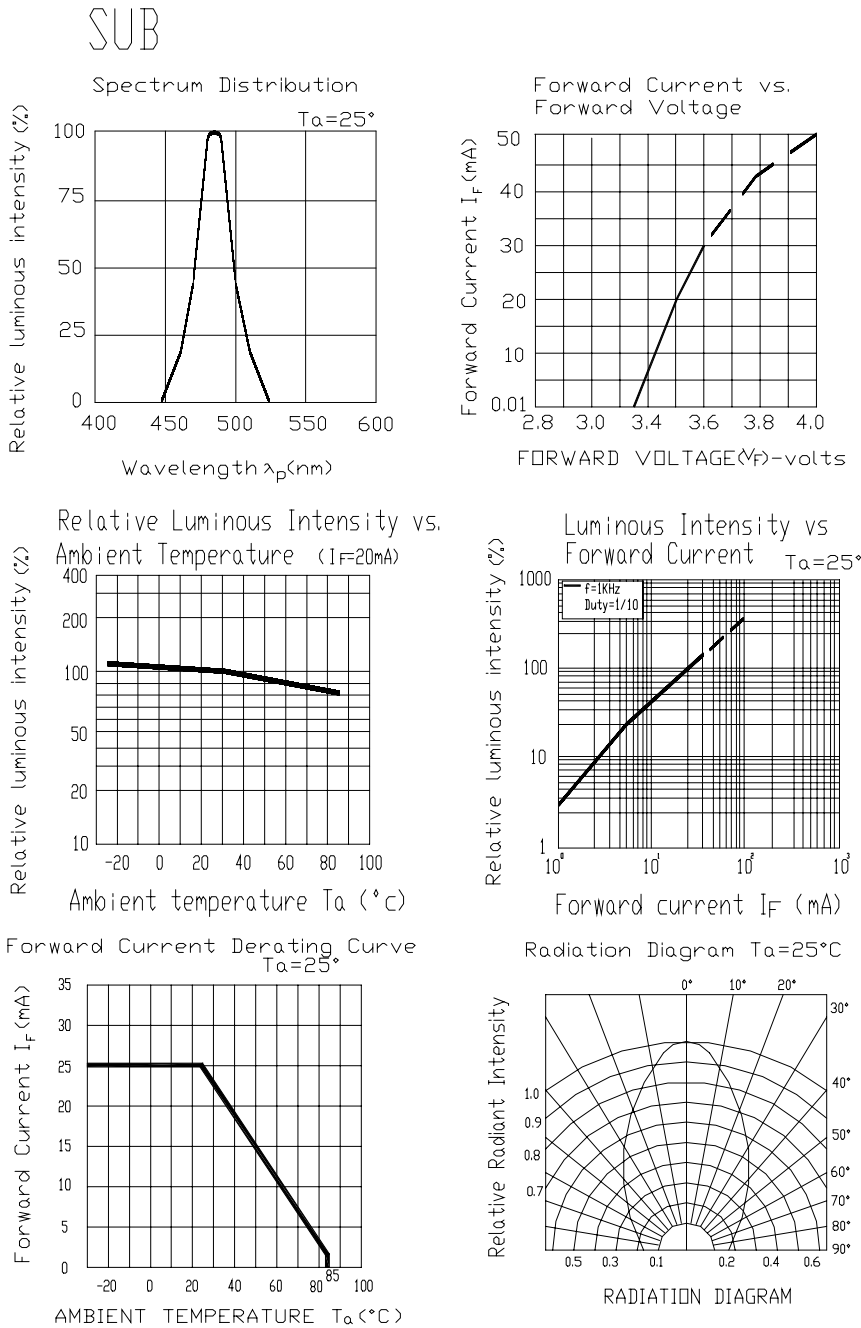 SUB
Spectrum Distribution
Ta=25°
Relative luminous intensity (%)
100
75
50
25
0
400 450 500 550 600
Wavelength λp(nm)
Forward Current vs.
Forward Voltage
Forward Current IF(mA)
50
40
30
20
10
0.01
2.8 3.0 3.4 3.6 3.8 4.0
FORWARD VOLTAGE(VF)-volts
Relative Luminous Intensity vs.
Ambient Temperature (IF=20mA)
Relative luminous intensity (%)
400
200
100
50
20
10
-20 0 20 40 60 80 100
Ambient temperature Ta (°c)
Luminous Intensity vs
Forward Current Ta=25°
Relative luminous intensity (%)
1000
100
10
1
f=1KHz
Duty=1/10
10⁰ 10¹ 10² 10³
Forward current IF (mA)
Forward Current Derating Curve
Ta=25°
Forward Current IF(mA)
35
30
25
20
15
10
5
0
-20 0 20 40 60 80 85 100
AMBIENT TEMPERATURE Ta(°C)
Radiation Diagram Ta=25°C
Relative Radiant Intensity
0° 10° 20°
30°
40°
50°
60°
70°
80°
90°
1.0
0.9
0.8
0.7
0.5 0.3 0.1 0.2 0.4 0.6
RADIATION DIAGRAM